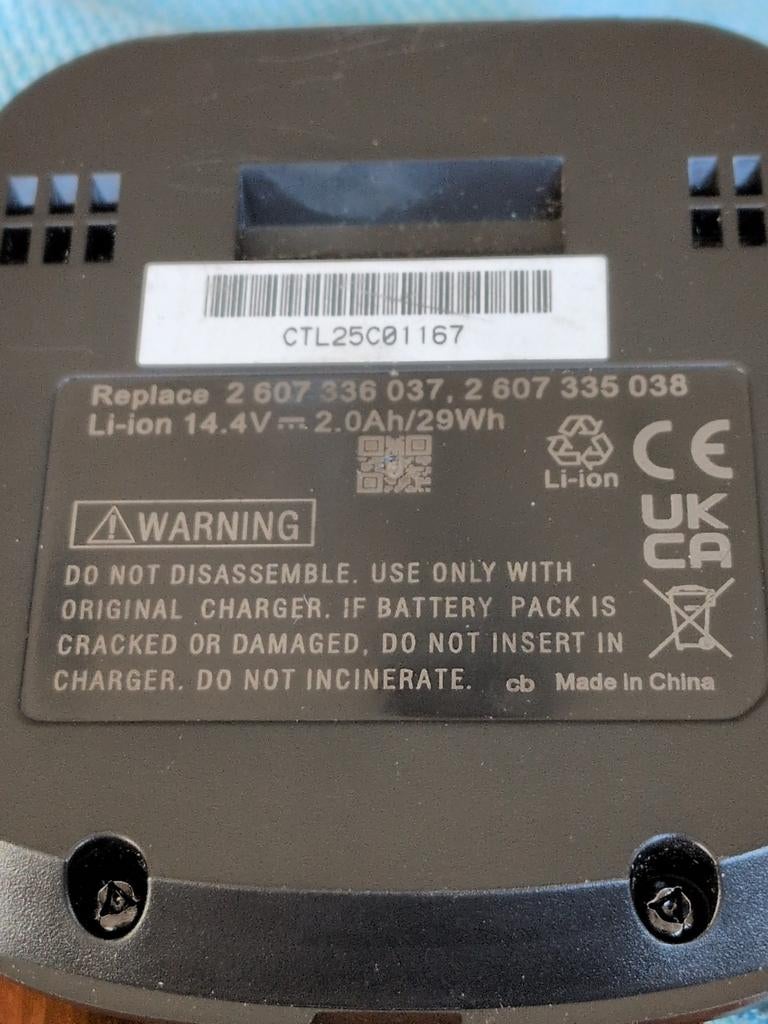 CTL25C01167
Replace 2 607 336 037, 2 607 335 038
Li-ion 14.4V ⎓ 2.0Ah/29Wh
Li-ion
CE
UK
CA
WARNING
DO NOT DISASSEMBLE. USE ONLY WITH
ORIGINAL CHARGER. IF BATTERY PACK IS
CRACKED OR DAMAGED, DO NOT INSERT IN
CHARGER. DO NOT INCINERATE.
cb Made in China